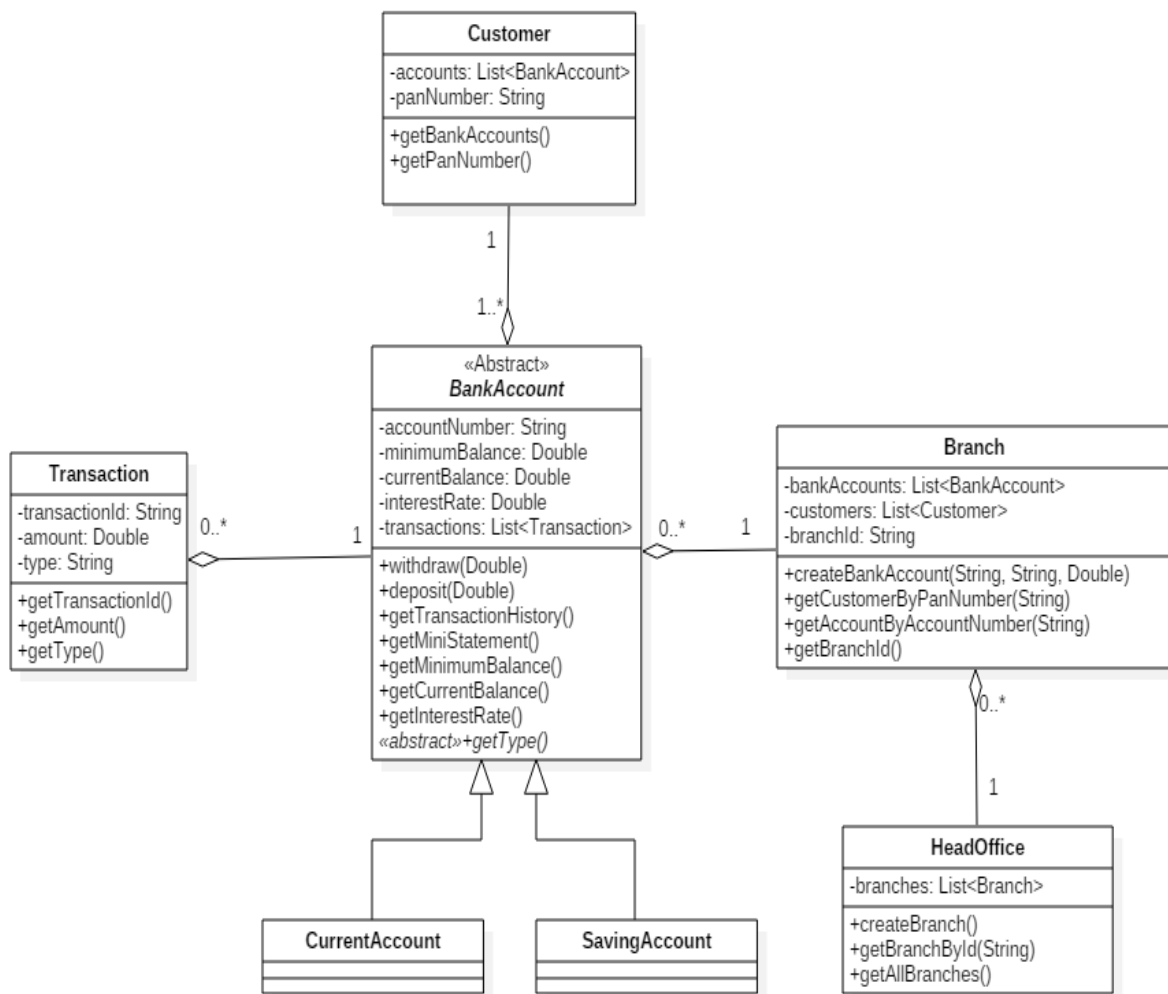 Customer
-accounts: List<BankAccount>
-panNumber: String
+getBankAccounts()
+getPanNumber()
1
1..*
«Abstract»
BankAccount
-accountNumber: String
-minimumBalance: Double
-currentBalance: Double
-interestRate: Double
-transactions: List<Transaction>
+withdraw(Double)
+deposit(Double)
+getTransactionHistory()
+getMiniStatement()
+getMinimumBalance()
+getCurrentBalance()
+getInterestRate()
«abstract»+getType()
Transaction
-transactionId: String
-amount: Double
-type: String
+getTransactionId()
+getAmount()
+getType()
0..*
1
0..*
1
Branch
-bankAccounts: List<BankAccount>
-customers: List<Customer>
-branchId: String
+createBankAccount(String, String, Double)
+getCustomerByPanNumber(String)
+getAccountByAccountNumber(String)
+getBranchId()
0..*
1
HeadOffice
-branches: List<Branch>
+createBranch()
+getBranchById(String)
+getAllBranches()
CurrentAccount
SavingAccount